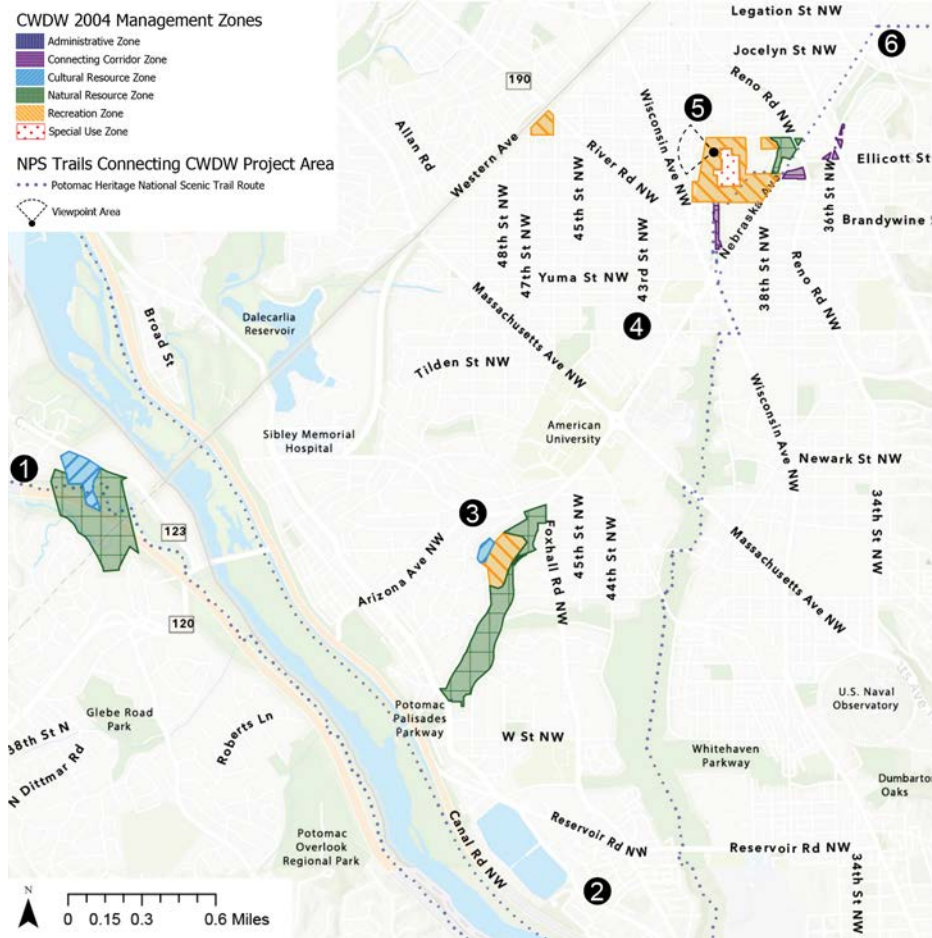 CWDW 2004 Management Zones
Administrative Zone
Connecting Corridor Zone
Cultural Resource Zone
Natural Resource Zone
Recreation Zone
Special Use Zone
NPS Trails Connecting CWDW Project Area
Potomac Heritage National Scenic Trail Route
Viewpoint Area
Legation St NW
6
Jocelyn St NW
190
Reno Rd NW
5
Wisconsin Ave NW
Allan Rd
Western Ave
River Rd NW
Ellicott St
36th St NW
Nebraska Ave
Brandywine
45th St NW
48th St NW
47th St NW
43rd St NW
38th St NW
Reno Rd NW
Yuma St NW
Massachusetts Ave NW
4
Broad St
Dalecarlia
Reservoir
Tilden St NW
Wisconsin Ave NW
American
University
Sibley Memorial
Hospital
Newark St NW
1
34th St NW
3
123
Foxhall Rd NW
45th St NW
44th St NW
Arizona Ave NW
Massachusetts Ave NW
120
U.S. Naval
Observatory
Glebe Road
Park
Potomac
Palisades
Parkway
38th St N
N Dittmar Rd
Roberts Ln
W St NW
Whitehaven
Parkway
Dumbarton
Oaks
Potomac
Overlook
Regional Park
Canal Rd NW
Reservoir Rd NW
Reservoir Rd NW
34th St NW
2
N
0 0.15 0.3 0.6 Miles